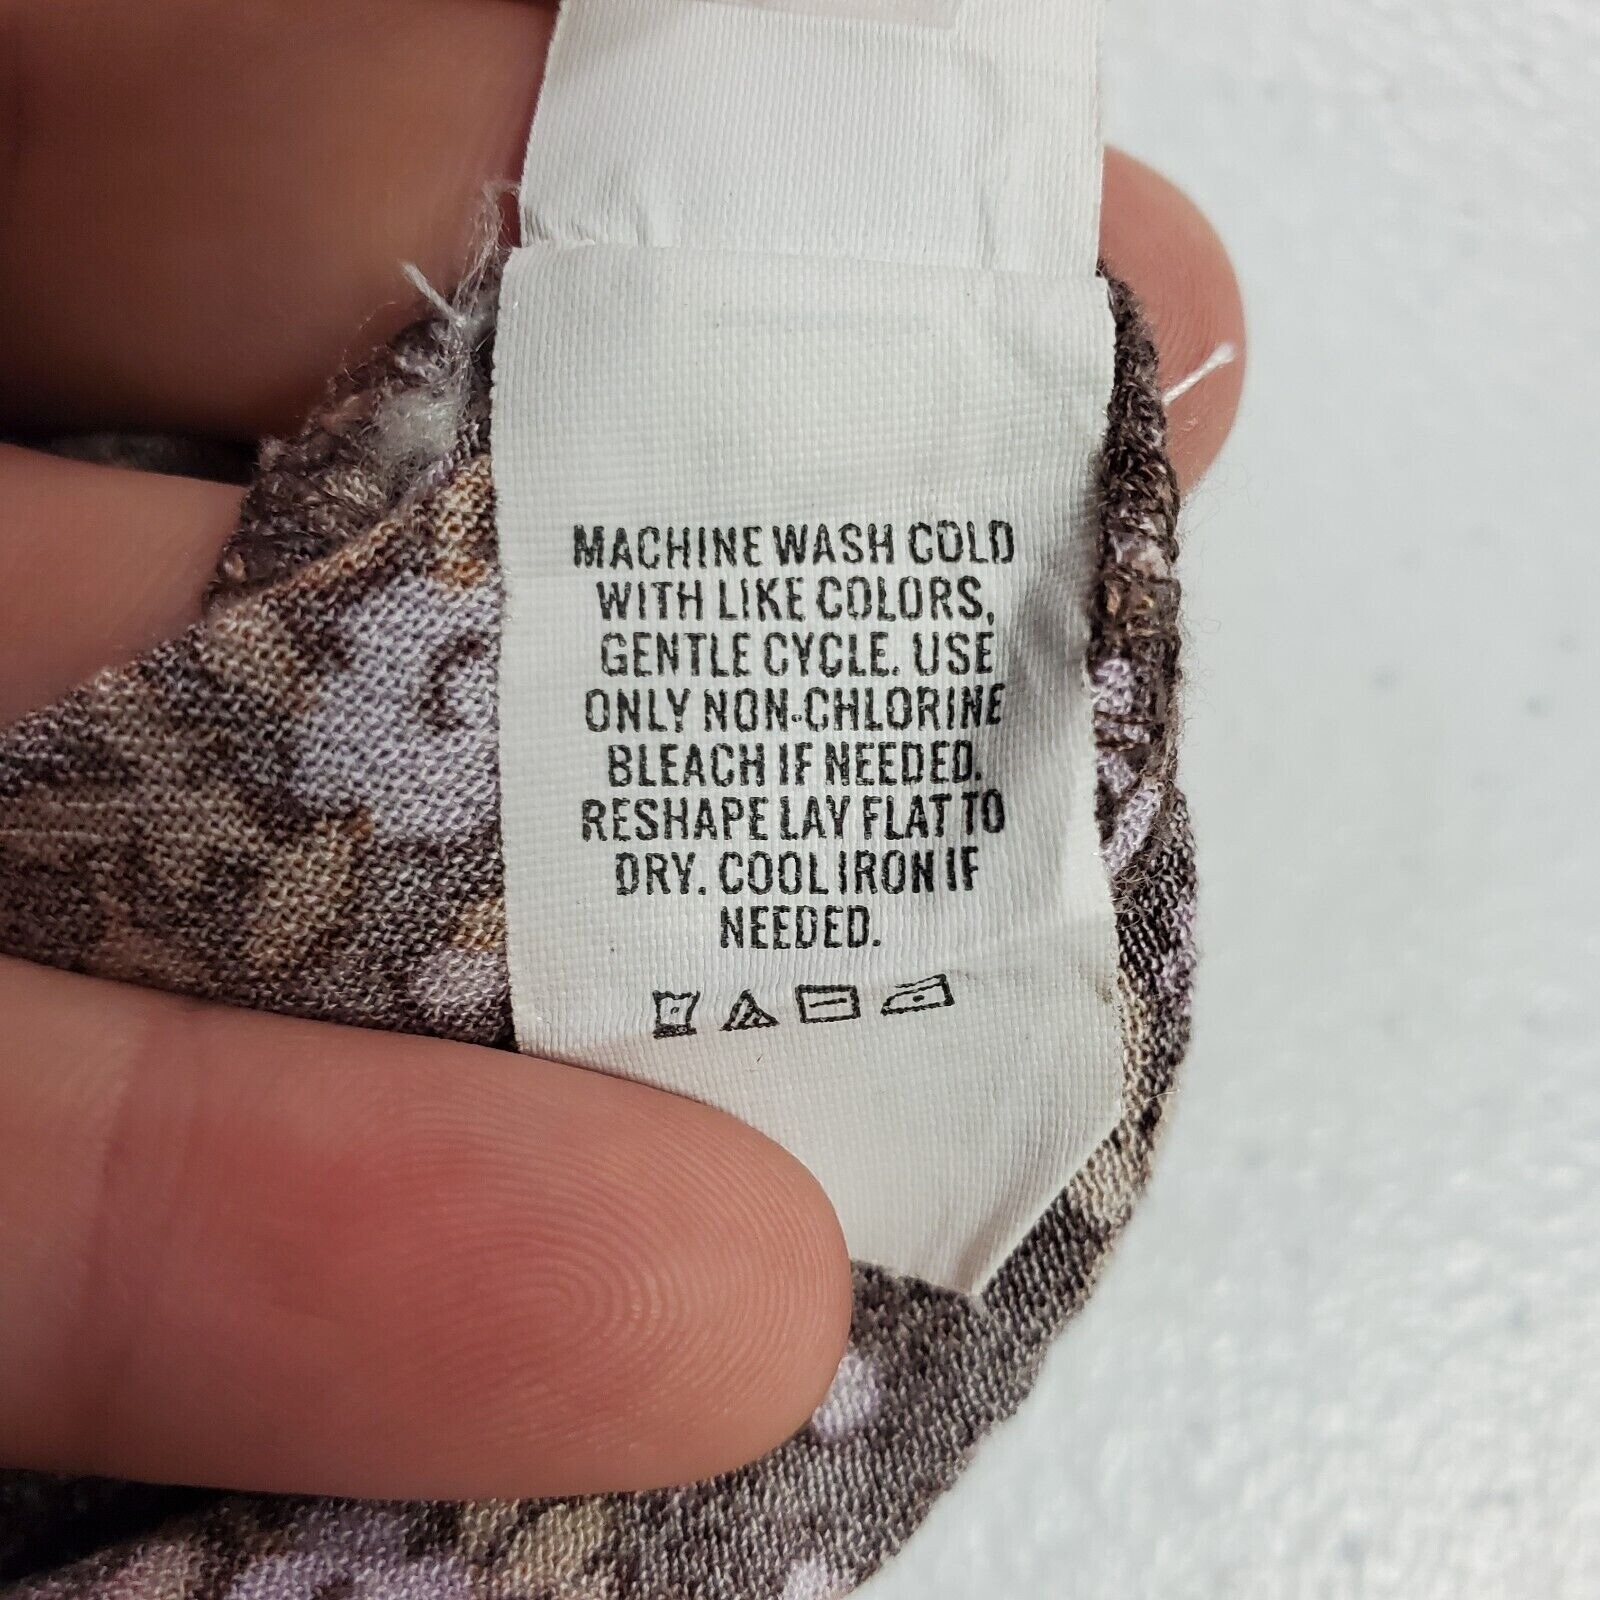 MACHINE WASH COLD
WITH LIKE COLORS,
GENTLE CYCLE. USE
ONLY NON-CHLORINE
BLEACH IF NEEDED.
RESHAPE LAY FLAT TO
DRY. COOL IRON IF
NEEDED.